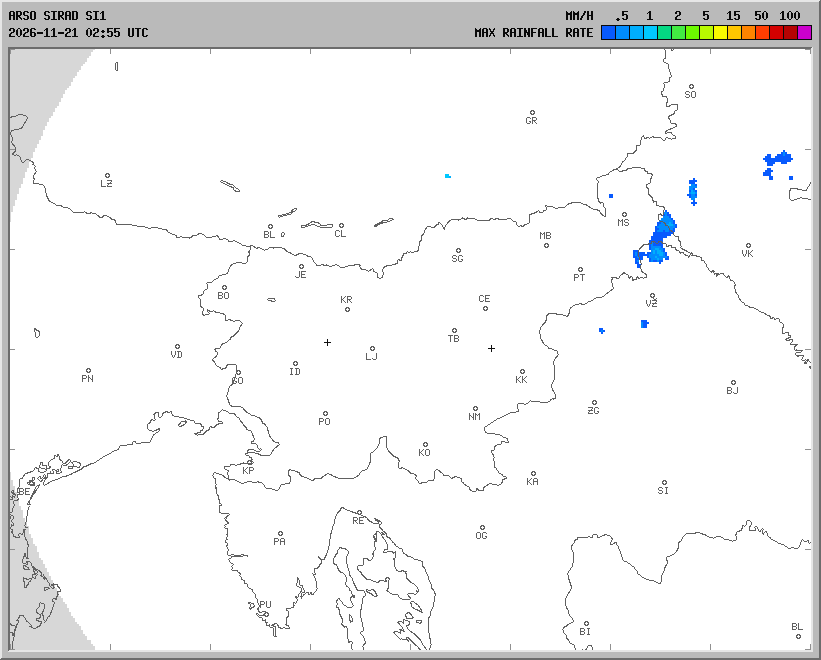 ARSO SIRAD SI1
2026-11-21 02:55 UTC
MM/H .5 1 2 5 15 50 100
MAX RAINFALL RATE
SO
GR
LZ
MS
BL
CL
MB
VK
SG
JE
PT
BO
KR
CE
VŽ
TB
VD
LJ
ID
GO
PN
KK
BJ
ZG
NM
PO
KO
KP
KA
BE
SI
RE
OG
PA
PU
BI
BL